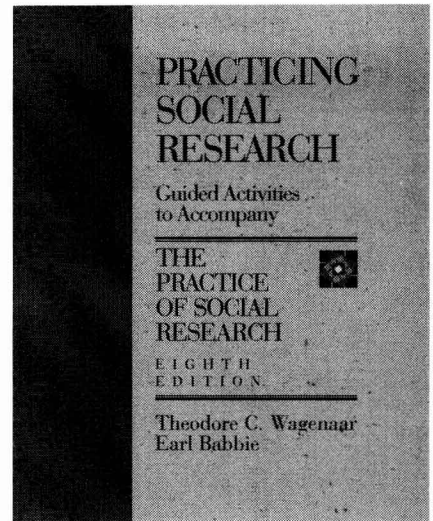 PRACTICING
SOCIAL
RESEARCH
Guided Activities
to Accompany
THE
PRACTICE
OF SOCIAL
RESEARCH
EIGHTH
EDITION
Theodore C. Wagenaar
Earl Babbie